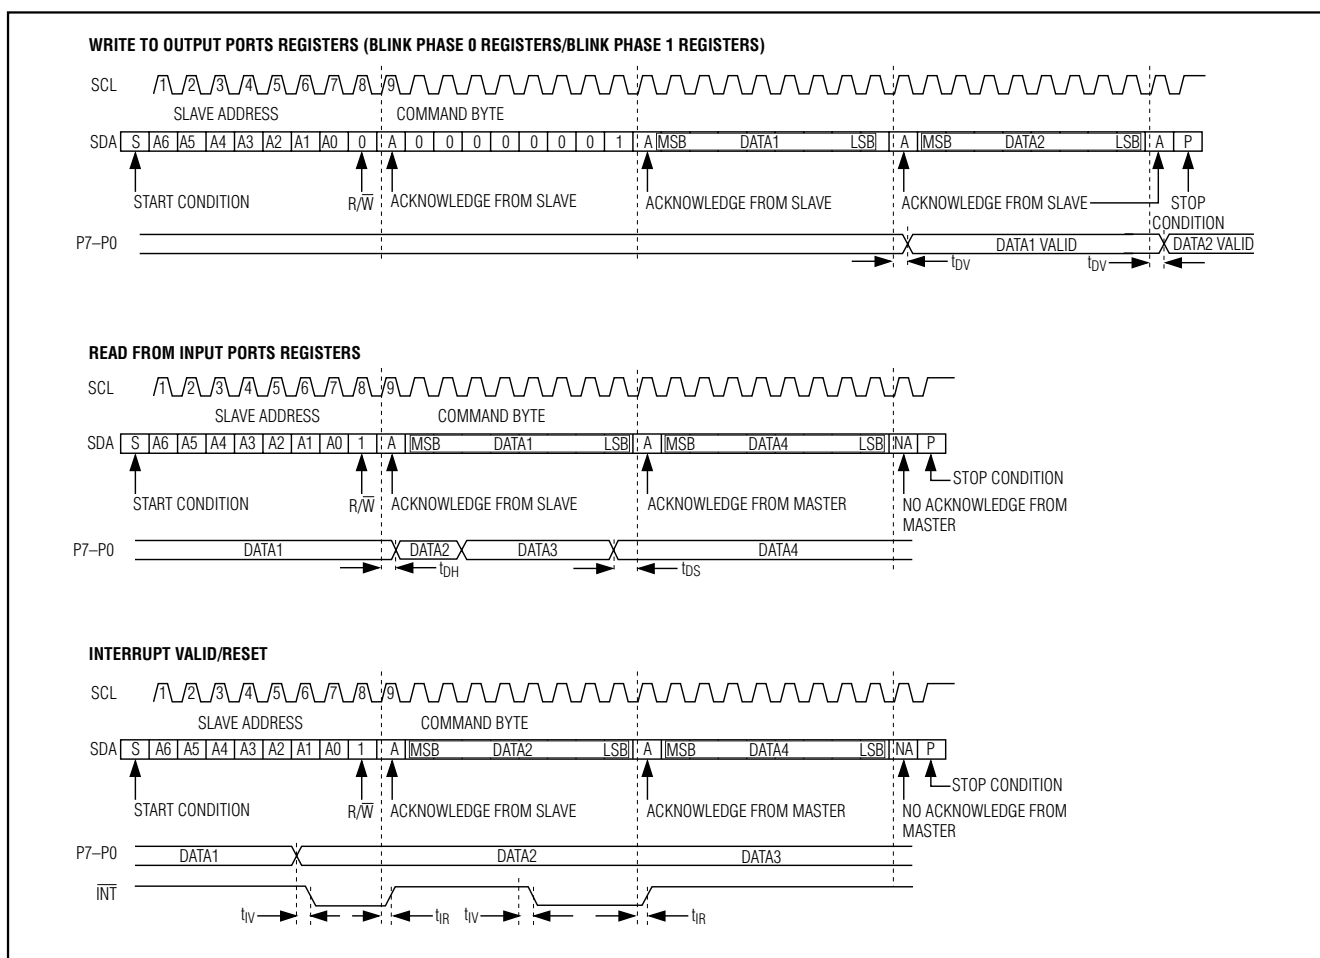 WRITE TO OUTPUT PORTS REGISTERS (BLINK PHASE 0 REGISTERS/BLINK PHASE 1 REGISTERS)
SCL 1 2 3 4 5 6 7 8 9
SLAVE ADDRESS COMMAND BYTE
SDA S A6 A5 A4 A3 A2 A1 A0 0 A 0 0 0 0 0 0 0 1 A MSB DATA1 LSB A MSB DATA2 LSB A P
START CONDITION R/W̅ ACKNOWLEDGE FROM SLAVE ACKNOWLEDGE FROM SLAVE ACKNOWLEDGE FROM SLAVE STOP
CONDITION
P7–P0 DATA1 VALID DATA2 VALID
tDV tDV
READ FROM INPUT PORTS REGISTERS
SCL 1 2 3 4 5 6 7 8 9
SLAVE ADDRESS COMMAND BYTE
SDA S A6 A5 A4 A3 A2 A1 A0 1 A MSB DATA1 LSB A MSB DATA4 LSB NA P
STOP CONDITION
START CONDITION R/W̅ ACKNOWLEDGE FROM SLAVE ACKNOWLEDGE FROM MASTER NO ACKNOWLEDGE FROM
MASTER
P7–P0 DATA1 DATA2 DATA3 DATA4
tDH tDS
INTERRUPT VALID/RESET
SCL 1 2 3 4 5 6 7 8 9
SLAVE ADDRESS COMMAND BYTE
SDA S A6 A5 A4 A3 A2 A1 A0 1 A MSB DATA2 LSB A MSB DATA4 LSB NA P
STOP CONDITION
START CONDITION R/W̅ ACKNOWLEDGE FROM SLAVE ACKNOWLEDGE FROM MASTER NO ACKNOWLEDGE FROM
MASTER
P7–P0 DATA1 DATA2 DATA3
I̅N̅T̅
tIV tIR tIV tIR